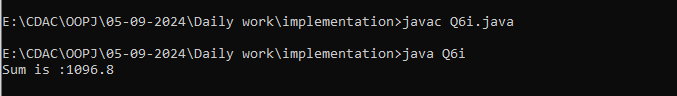 E:\CDAC\OOPJ\05-09-2024\Daily work\implementation>javac Q6i.java
E:\CDAC\OOPJ\05-09-2024\Daily work\implementation>java Q6i
Sum is :1096.8